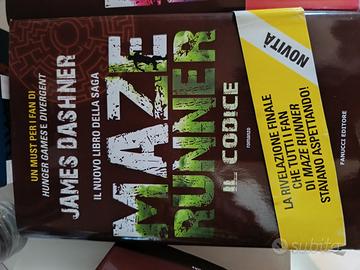 UN MUST PER I FAN DI
HUNGER GAMES E DIVERGENT
JAMES DASHNER
IL NUOVO LIBRO DELLA SAGA
MAZE
RUNNER
IL CODICE
romanzo
NOVITÀ
LA RIVELAZIONE FINALE
CHE TUTTI I FAN
DI MAZE RUNNER
STAVANO ASPETTANDO!
FANUCCI EDITORE
subito